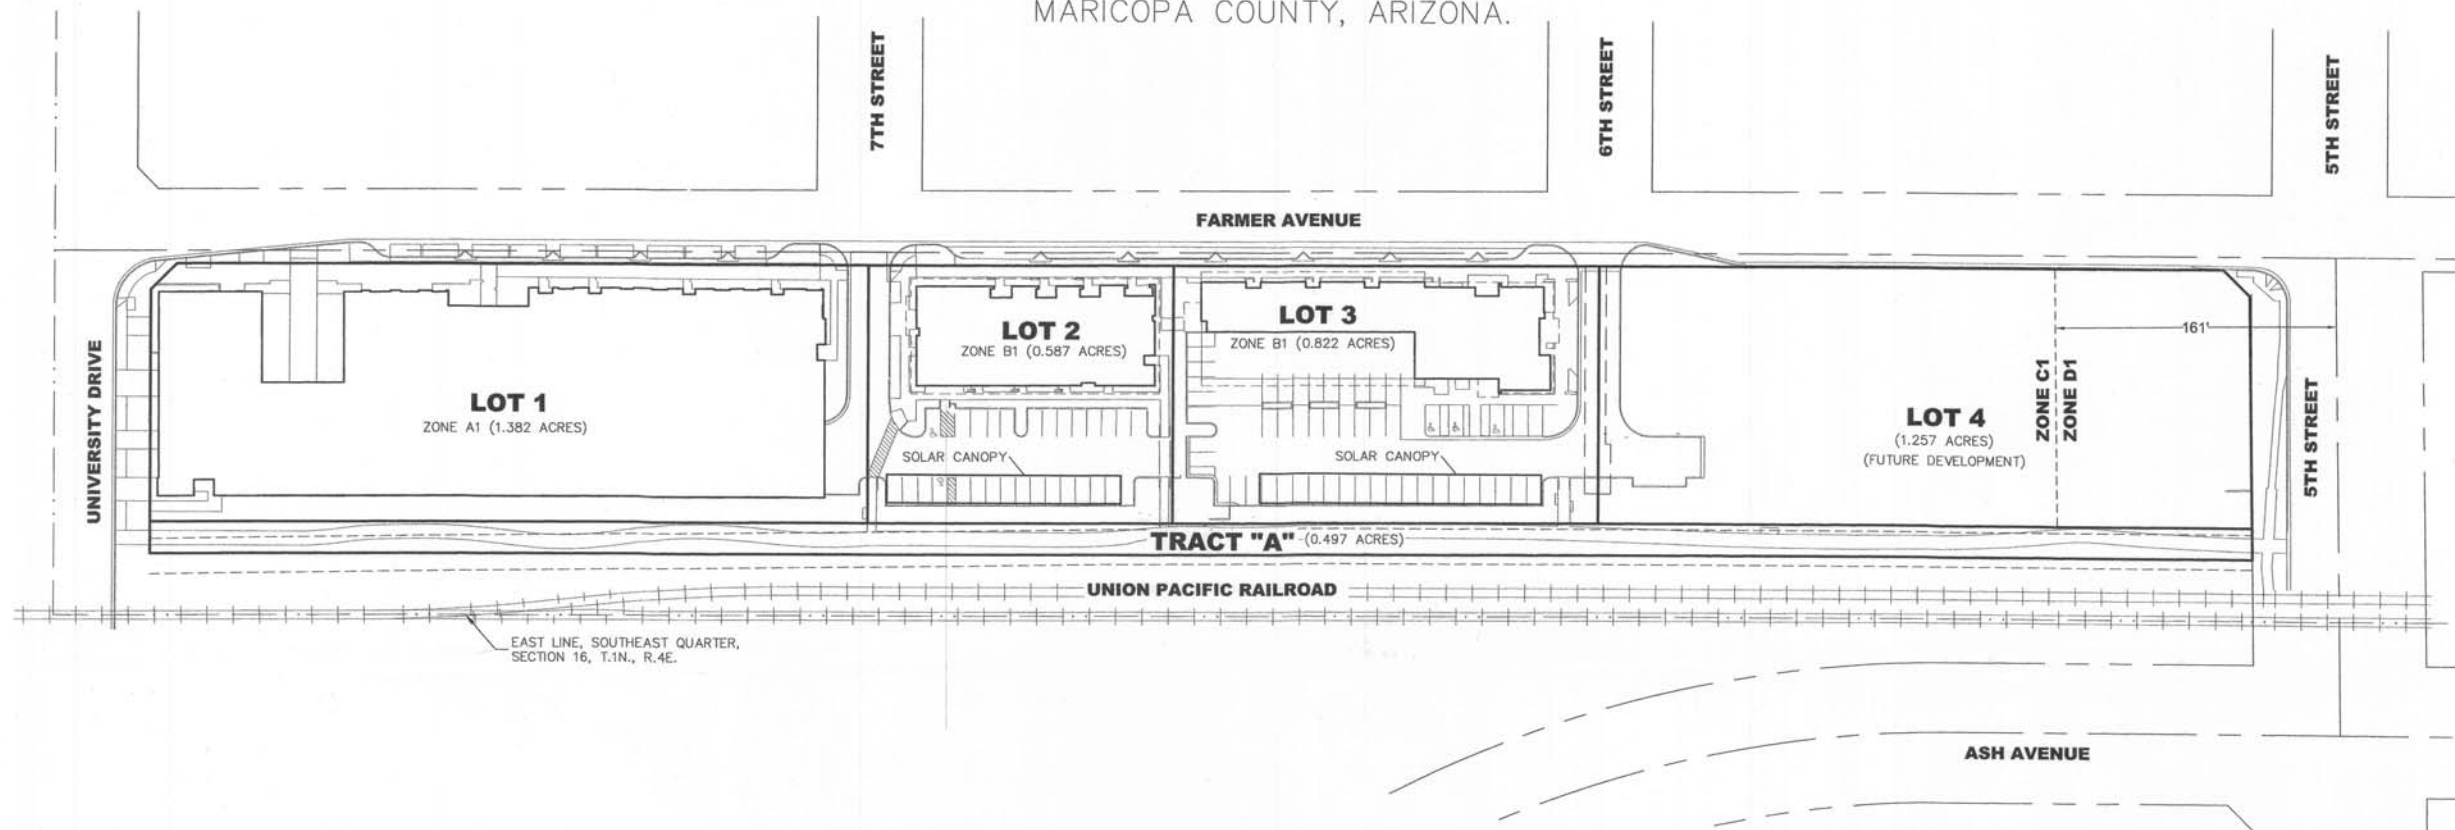 MARICOPA COUNTY, ARIZONA.
7TH STREET
6TH STREET
5TH STREET
FARMER AVENUE
UNIVERSITY DRIVE
LOT 1
ZONE A1 (1.382 ACRES)
LOT 2
ZONE B1 (0.587 ACRES)
SOLAR CANOPY
LOT 3
ZONE B1 (0.822 ACRES)
SOLAR CANOPY
LOT 4
(1.257 ACRES)
(FUTURE DEVELOPMENT)
ZONE C1
ZONE D1
161'
5TH STREET
TRACT "A" (0.497 ACRES)
UNION PACIFIC RAILROAD
EAST LINE, SOUTHEAST QUARTER,
SECTION 16, T.1N., R.4E.
ASH AVENUE